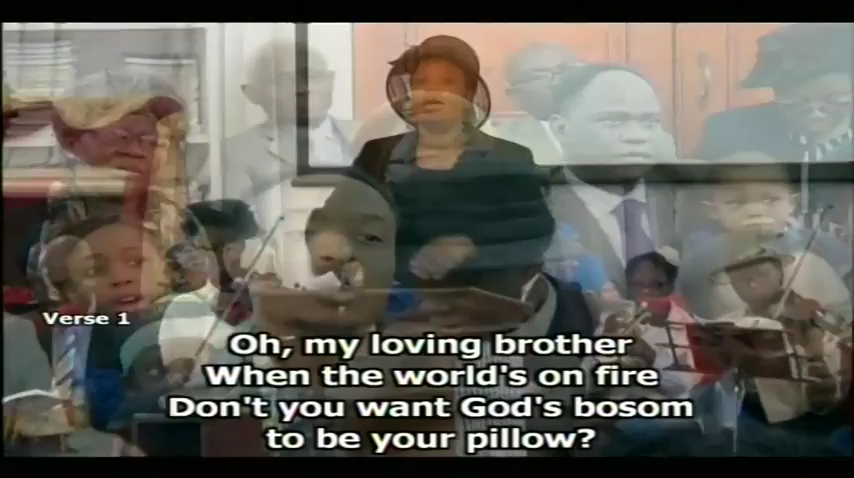 Verse 1
Oh, my loving brother
When the world's on fire
Don't you want God's bosom
to be your pillow?